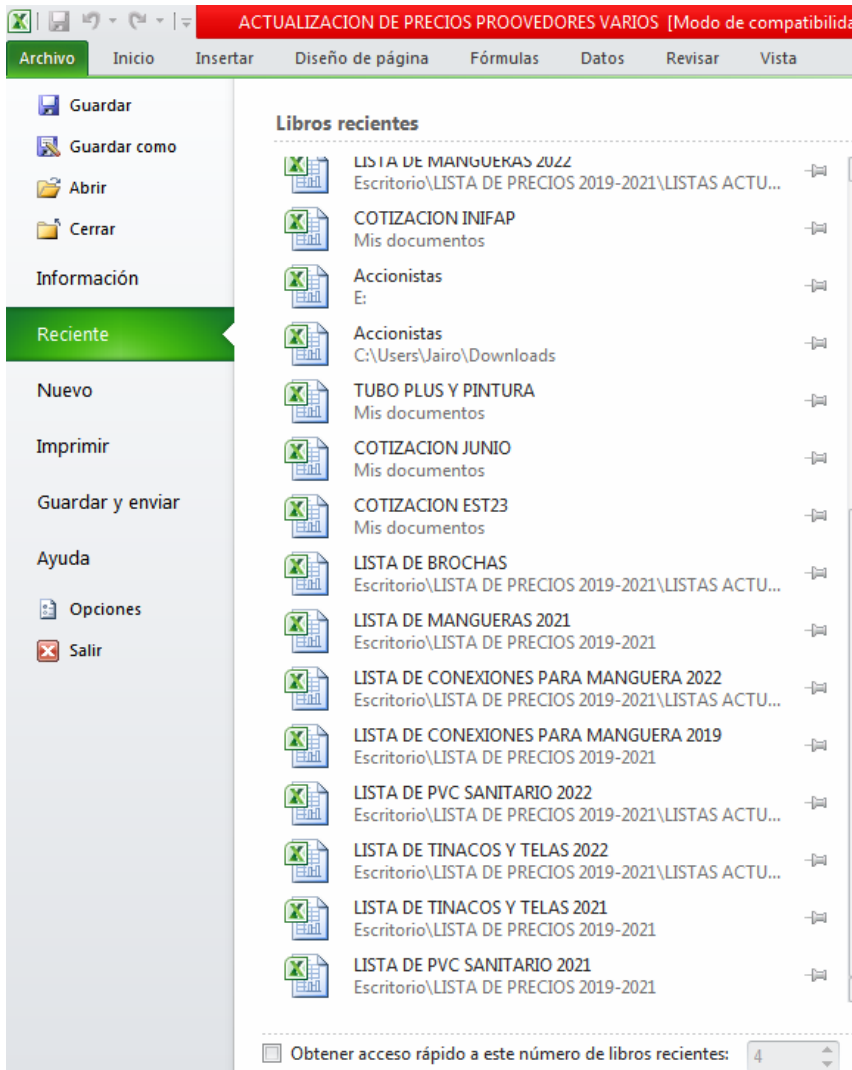 ACTUALIZACION DE PRECIOS PROOVEDORES VARIOS [Modo de compatibilida
Archivo Inicio Insertar Diseño de página Fórmulas Datos Revisar Vista
Guardar
Guardar como
Abrir
Cerrar
Información
Reciente
Nuevo
Imprimir
Guardar y enviar
Ayuda
Opciones
Salir
Libros recientes
LISTA DE MANGUERAS 2022
Escritorio\LISTA DE PRECIOS 2019-2021\LISTAS ACTU...
COTIZACION INIFAP
Mis documentos
Accionistas
E:
Accionistas
C:\Users\Jairo\Downloads
TUBO PLUS Y PINTURA
Mis documentos
COTIZACION JUNIO
Mis documentos
COTIZACION EST23
Mis documentos
LISTA DE BROCHAS
Escritorio\LISTA DE PRECIOS 2019-2021\LISTAS ACTU...
LISTA DE MANGUERAS 2021
Escritorio\LISTA DE PRECIOS 2019-2021
LISTA DE CONEXIONES PARA MANGUERA 2022
Escritorio\LISTA DE PRECIOS 2019-2021\LISTAS ACTU...
LISTA DE CONEXIONES PARA MANGUERA 2019
Escritorio\LISTA DE PRECIOS 2019-2021
LISTA DE PVC SANITARIO 2022
Escritorio\LISTA DE PRECIOS 2019-2021\LISTAS ACTU...
LISTA DE TINACOS Y TELAS 2022
Escritorio\LISTA DE PRECIOS 2019-2021\LISTAS ACTU...
LISTA DE TINACOS Y TELAS 2021
Escritorio\LISTA DE PRECIOS 2019-2021
LISTA DE PVC SANITARIO 2021
Escritorio\LISTA DE PRECIOS 2019-2021
Obtener acceso rápido a este número de libros recientes: 4